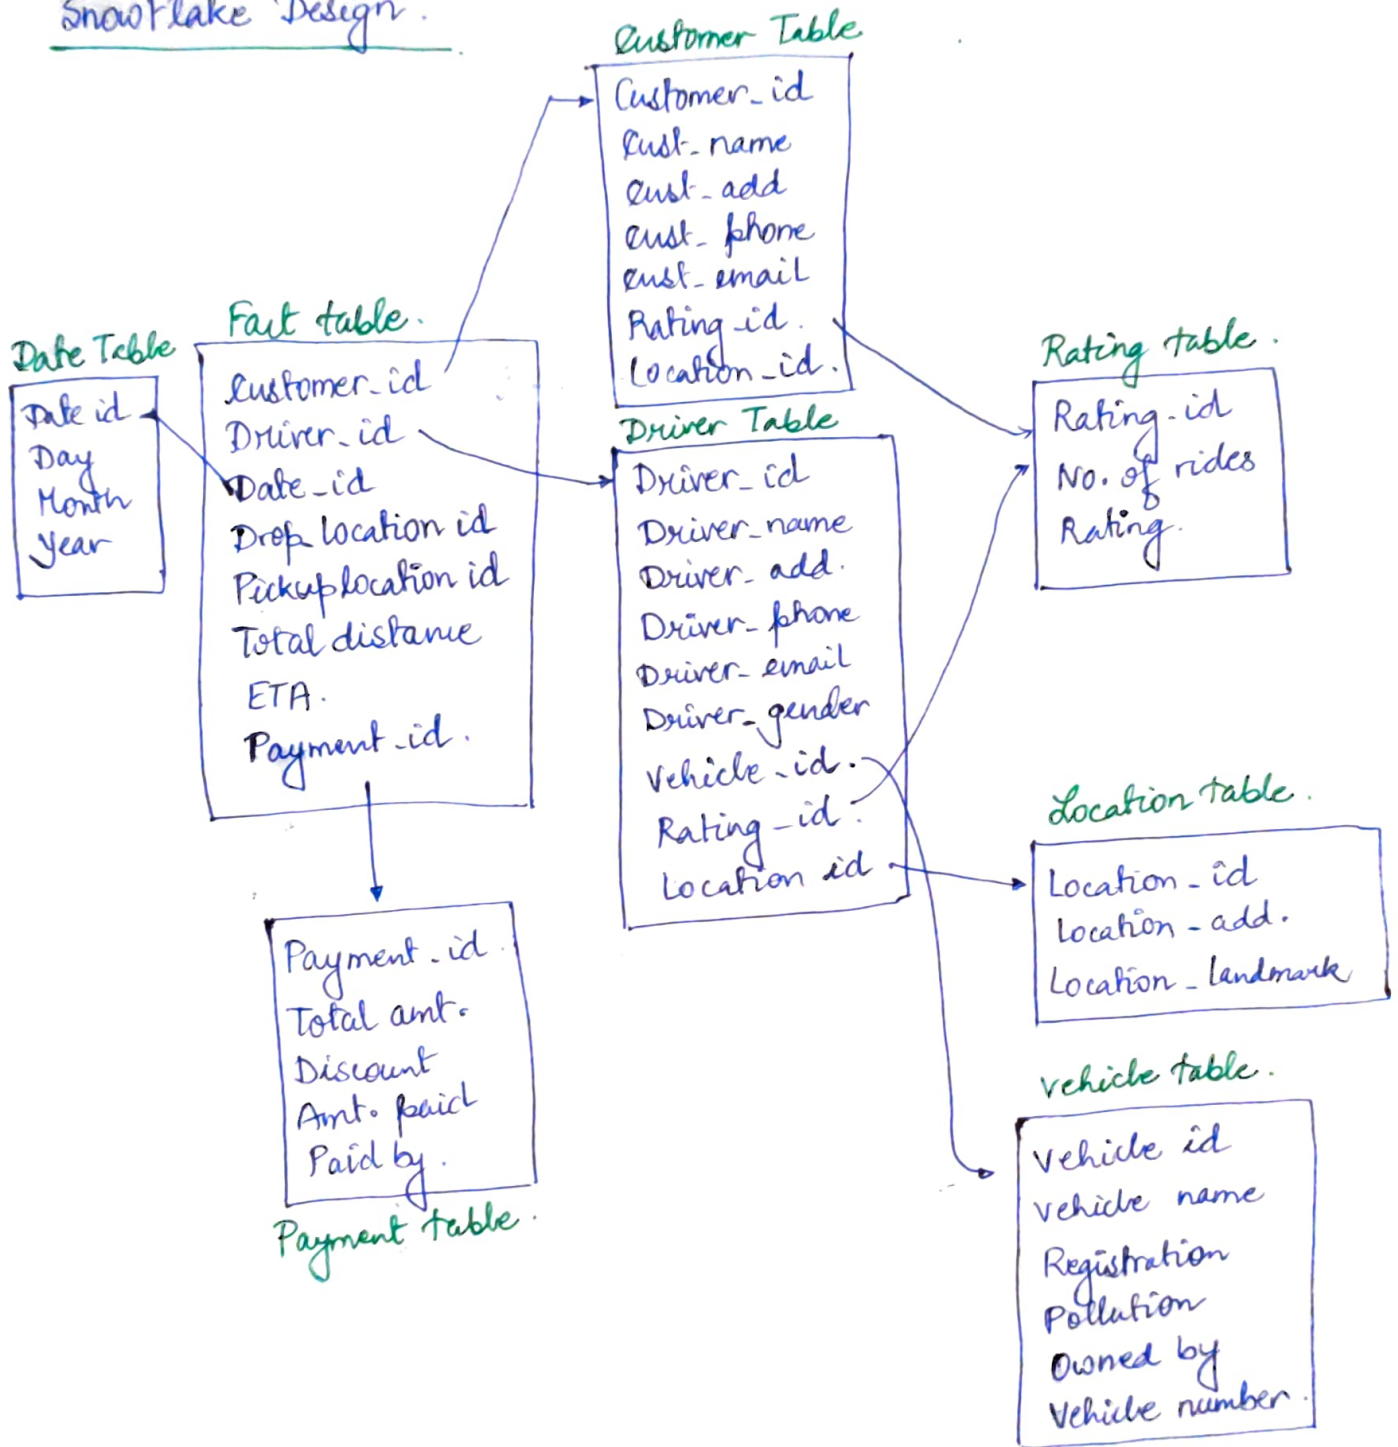 Snowflake Design.
Customer Table
Customer_id
Cust_name
Cust_add
Cust_phone
Cust_email
Rating_id.
Location_id.
Date Table
Date id
Day
Month
Year
Fact table.
Customer_id
Driver_id
Date_id
Drop location id
Pickup location id
Total distance
ETA.
Payment_id.
Driver Table
Driver_id
Driver_name
Driver_add.
Driver_phone
Driver_email
Driver_gender
Vehicle_id.
Rating_id.
Location id
Rating table.
Rating_id
No. of rides
Rating.
Location table.
Location_id
Location_add.
Location_landmark
Payment_id.
Total amt.
Discount
Amt. paid
Paid by.
Payment table.
Vehicle table.
Vehicle id
Vehicle name
Registration
Pollution
Owned by
Vehicle number.